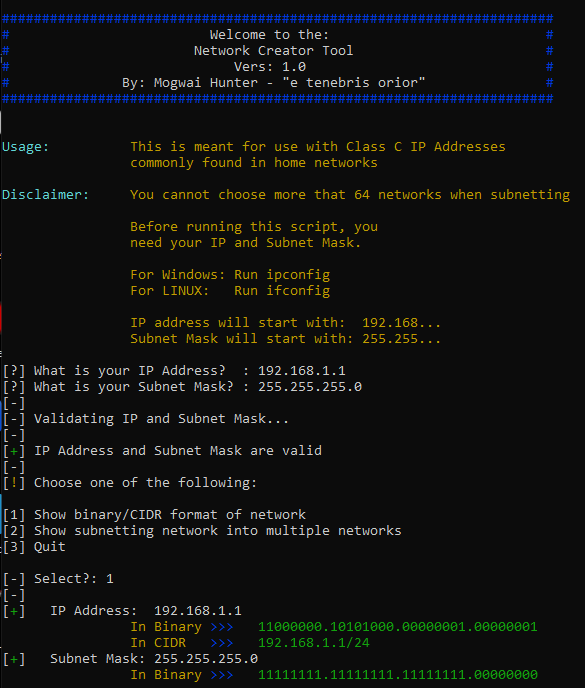 #####################################################################
# Welcome to the: #
# Network Creator Tool #
# Vers: 1.0 #
# By: Mogwai Hunter - "e tenebris orior" #
#####################################################################
Usage: This is meant for use with Class C IP Addresses
commonly found in home networks
Disclaimer: You cannot choose more that 64 networks when subnetting
Before running this script, you
need your IP and Subnet Mask.
For Windows: Run ipconfig
For LINUX: Run ifconfig
IP address will start with: 192.168...
Subnet Mask will start with: 255.255...
[?] What is your IP Address? : 192.168.1.1
[?] What is your Subnet Mask? : 255.255.255.0
[-]
[-] Validating IP and Subnet Mask...
[-]
[+] IP Address and Subnet Mask are valid
[-]
[!] Choose one of the following:
[1] Show binary/CIDR format of network
[2] Show subnetting network into multiple networks
[3] Quit
[-] Select?: 1
[-]
[+] IP Address: 192.168.1.1
In Binary >>> 11000000.10101000.00000001.00000001
In CIDR >>> 192.168.1.1/24
[+] Subnet Mask: 255.255.255.0
In Binary >>> 11111111.11111111.11111111.00000000